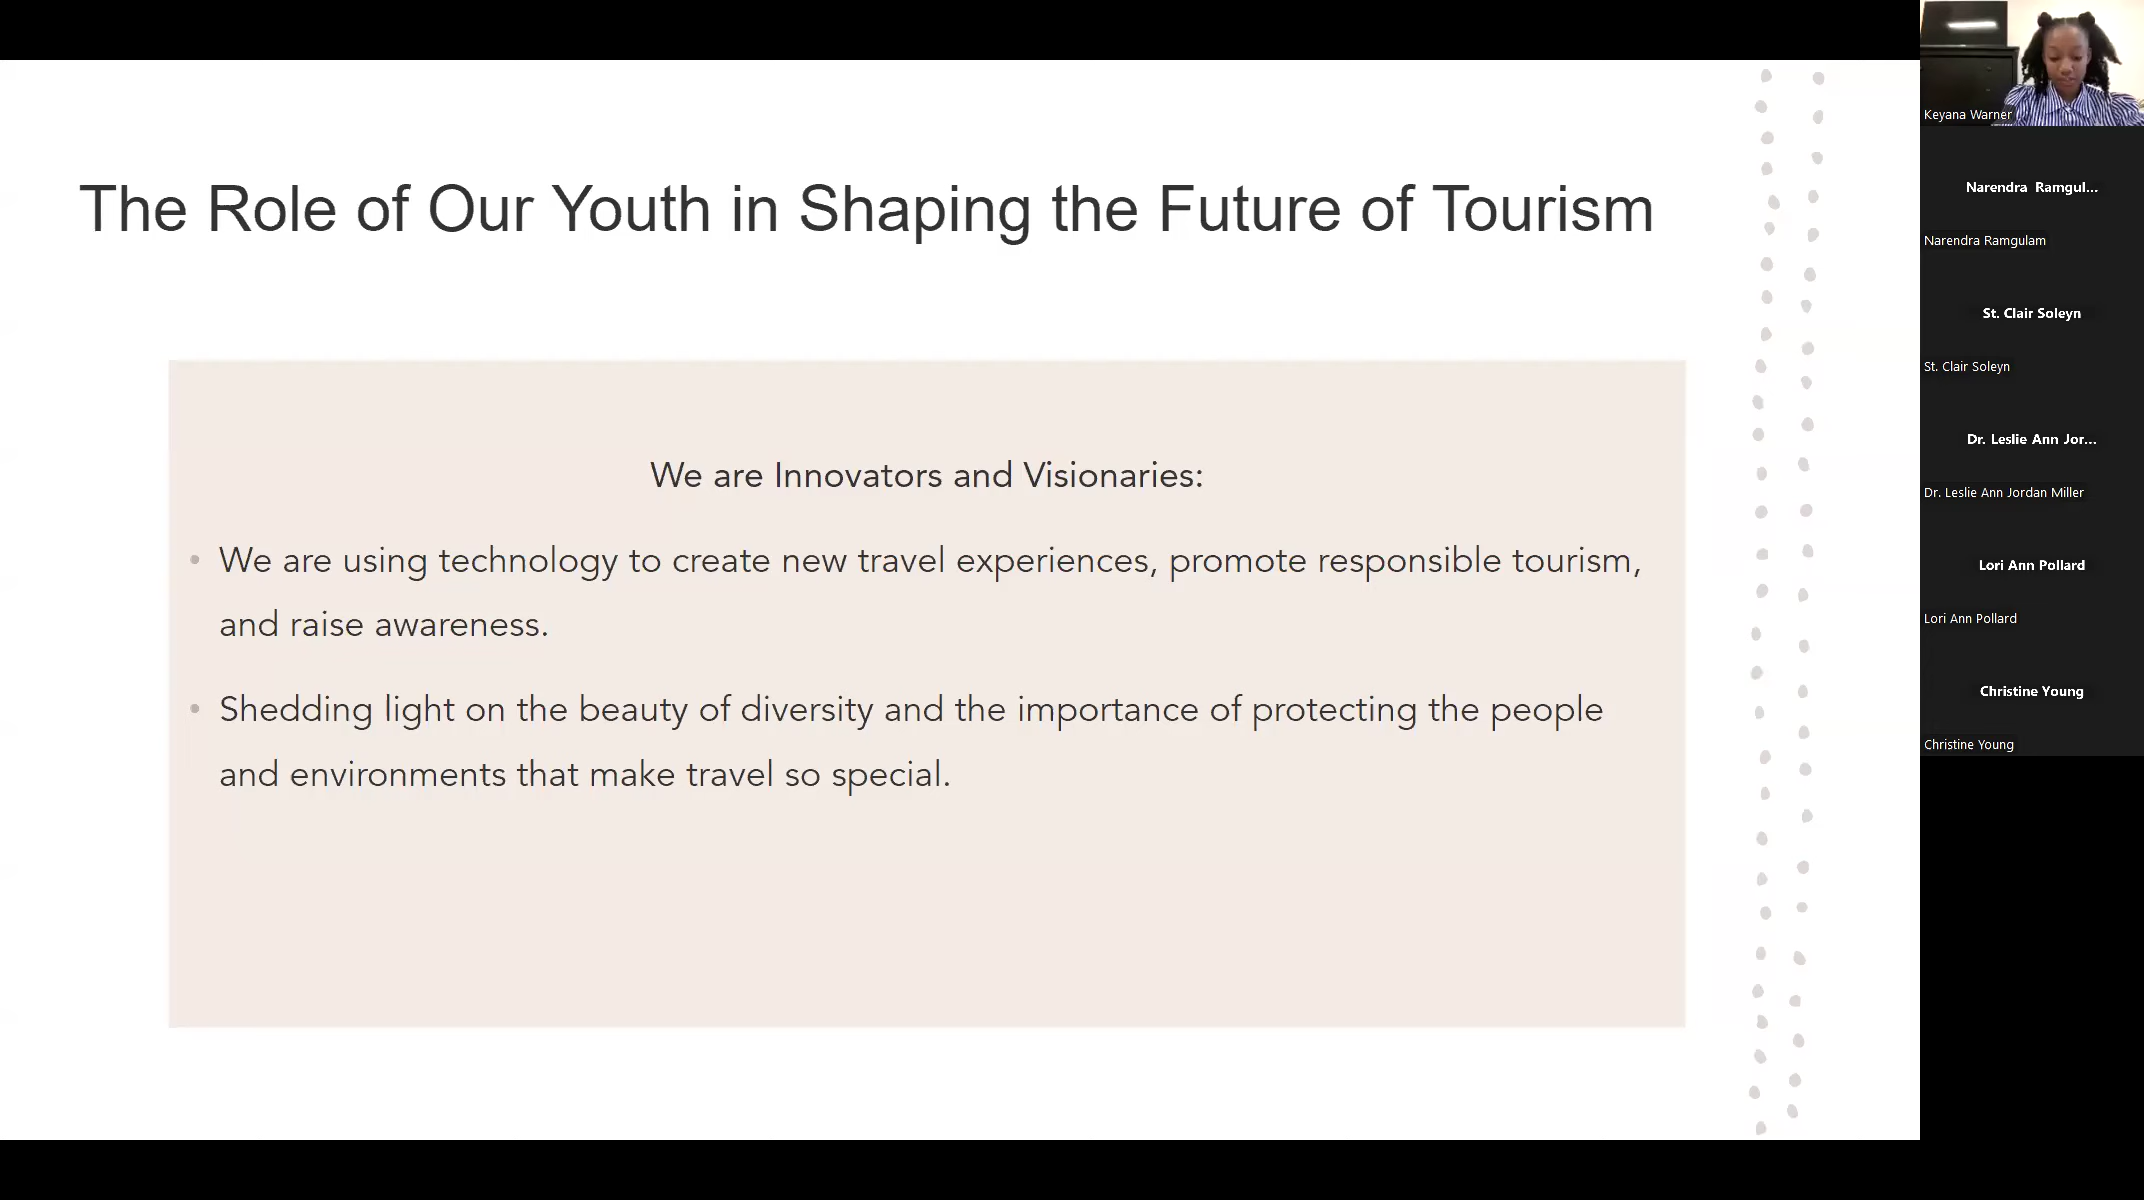 The Role of Our Youth in Shaping the Future of Tourism
We are Innovators and Visionaries:
• We are using technology to create new travel experiences, promote responsible tourism,
and raise awareness.
• Shedding light on the beauty of diversity and the importance of protecting the people
and environments that make travel so special.
Keyana Warner
Narendra Ramgul...
Narendra Ramgulam
St. Clair Soleyn
St. Clair Soleyn
Dr. Leslie Ann Jor...
Dr. Leslie Ann Jordan Miller
Lori Ann Pollard
Lori Ann Pollard
Christine Young
Christine Young